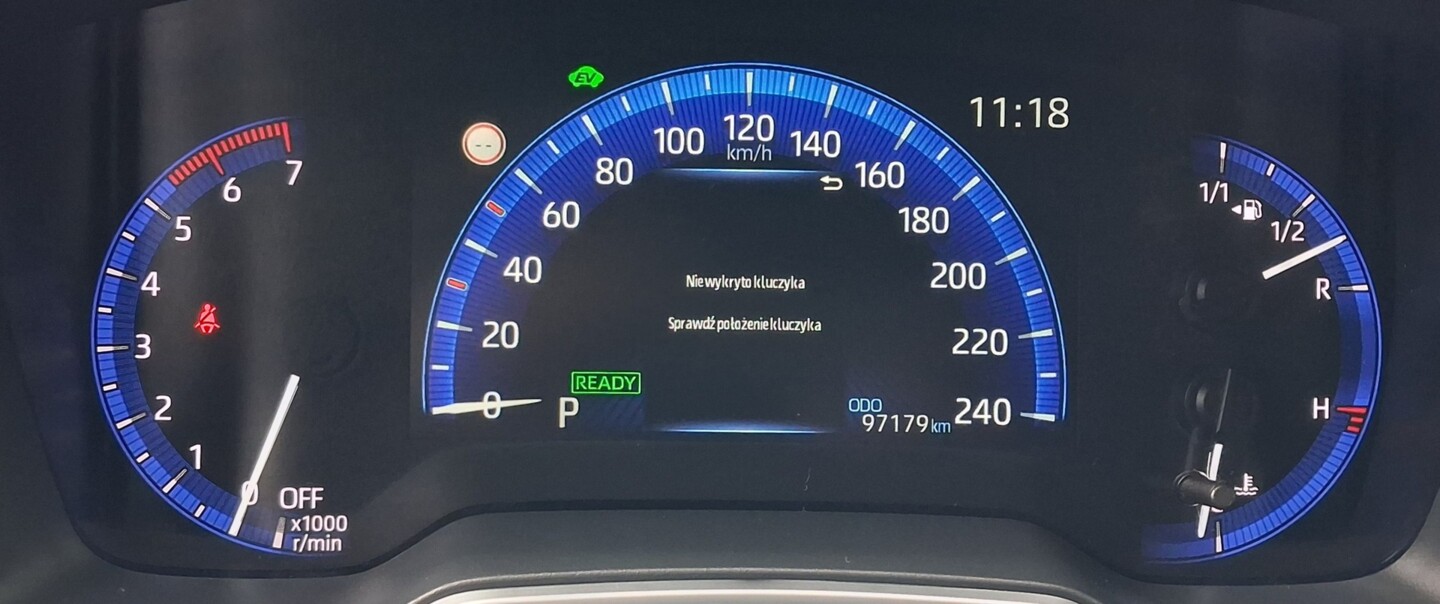 EV
11:18
- -
7
6
5
4
3
2
1
0
OFF
x1000
r/min
0
20
40
60
80
100
120
140
160
180
200
220
240
km/h
Nie wykryto kluczyka
Sprawdź położenie kluczyka
READY
P
ODO
97179 km
1/1
1/2
R
H